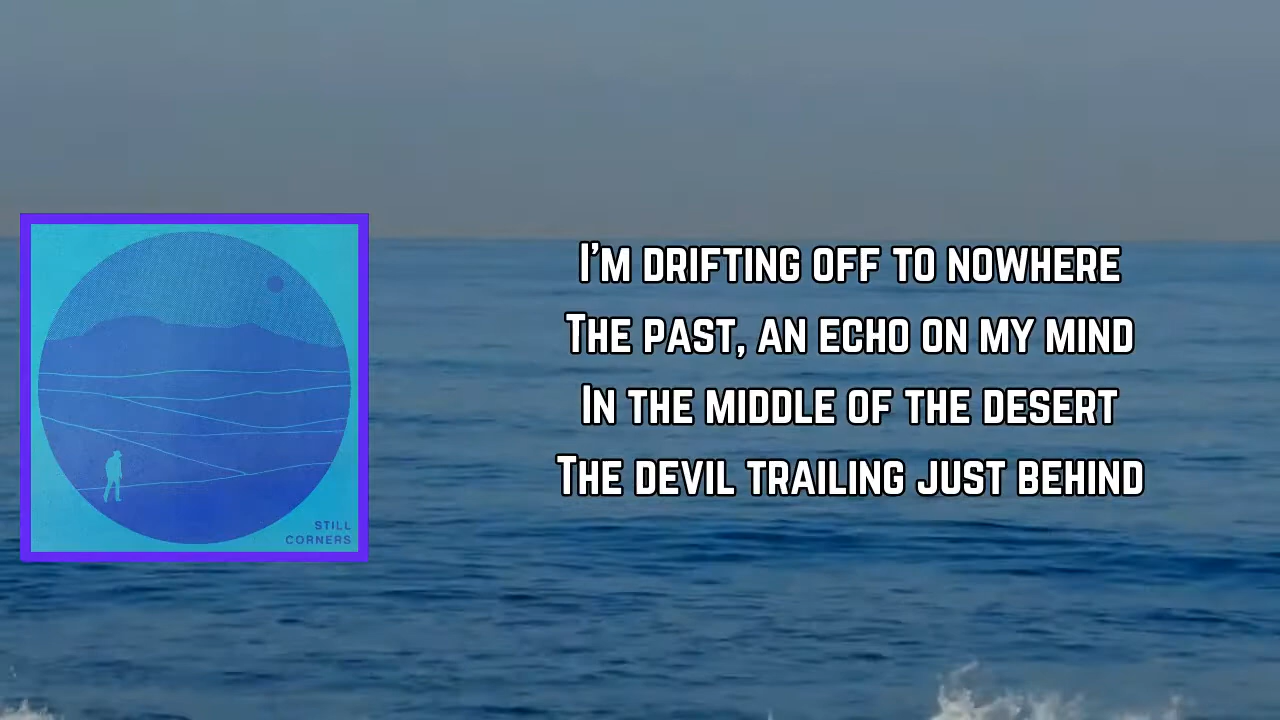 I'm drifting off to nowhere
The past, an echo on my mind
In the middle of the desert
The devil trailing just behind
STILL
CORNERS